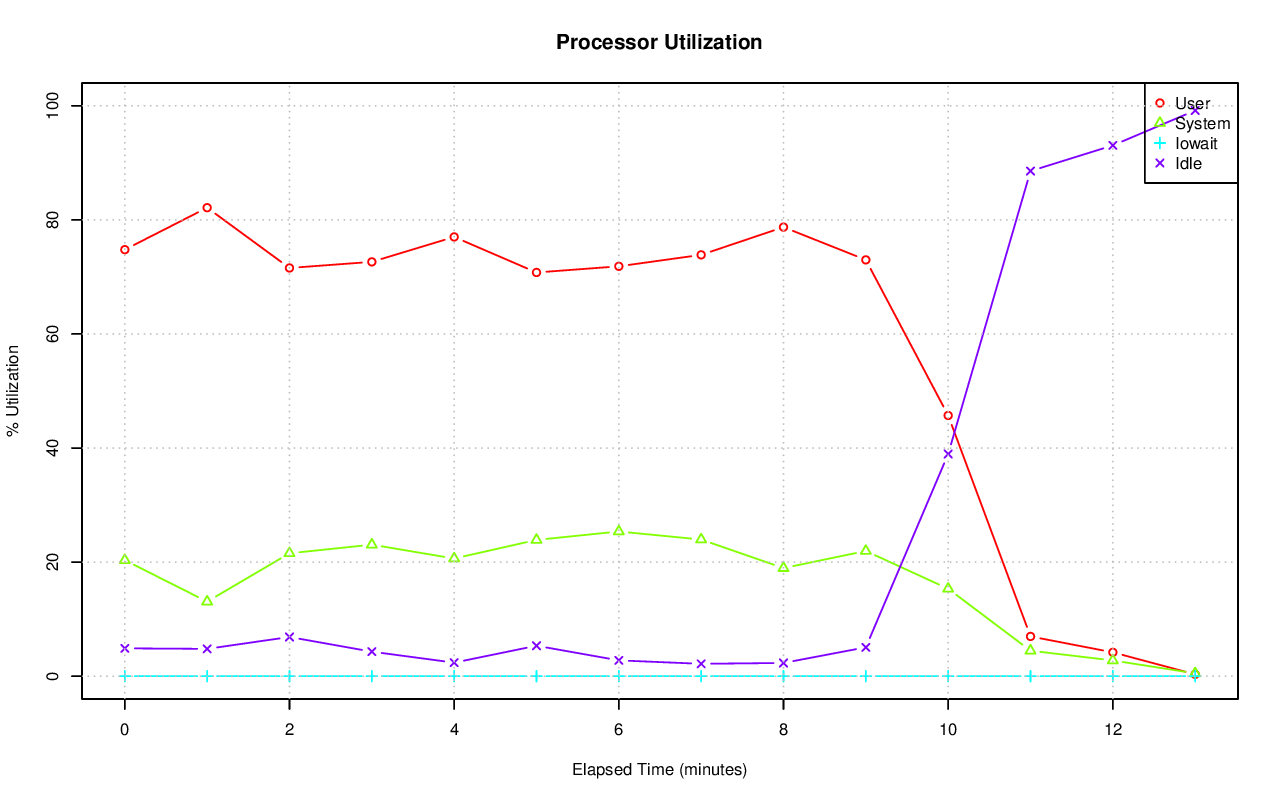 Processor Utilization
% Utilization
100
80
60
40
20
0
User
System
Iowait
Idle
0 2 4 6 8 10 12
Elapsed Time (minutes)